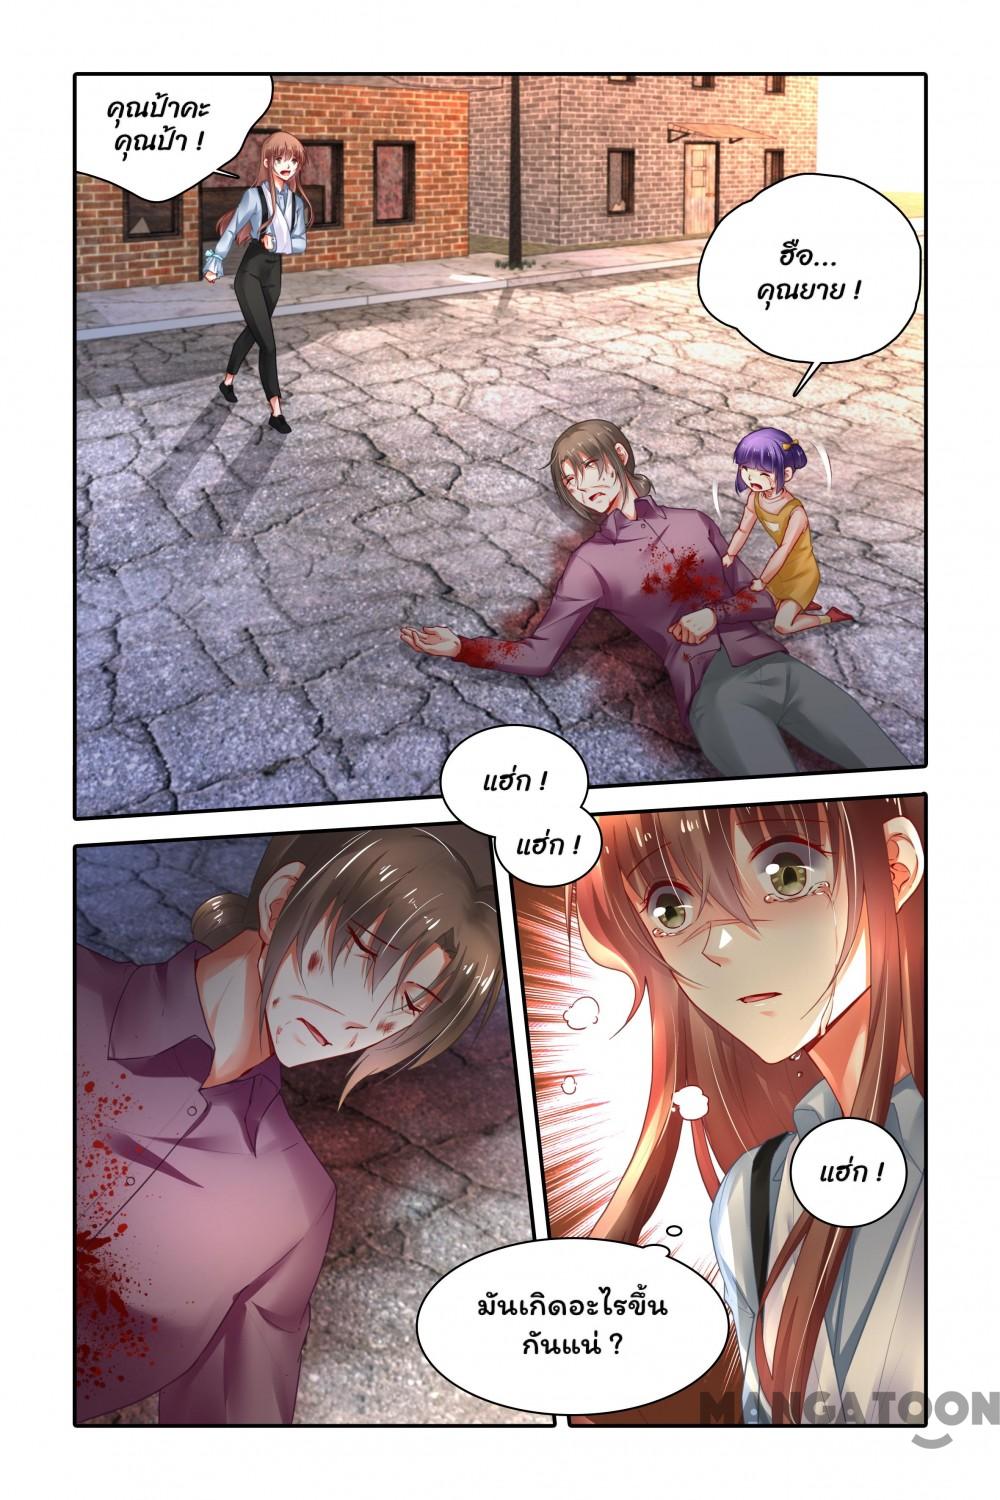 คุณป้าคะ
คุณป้า !
ฮือ...
คุณยาย !
แฮ่ก !
แฮ่ก !
แฮ่ก !
มันเกิดอะไรขึ้น
กันแน่ ?
MANGATOON